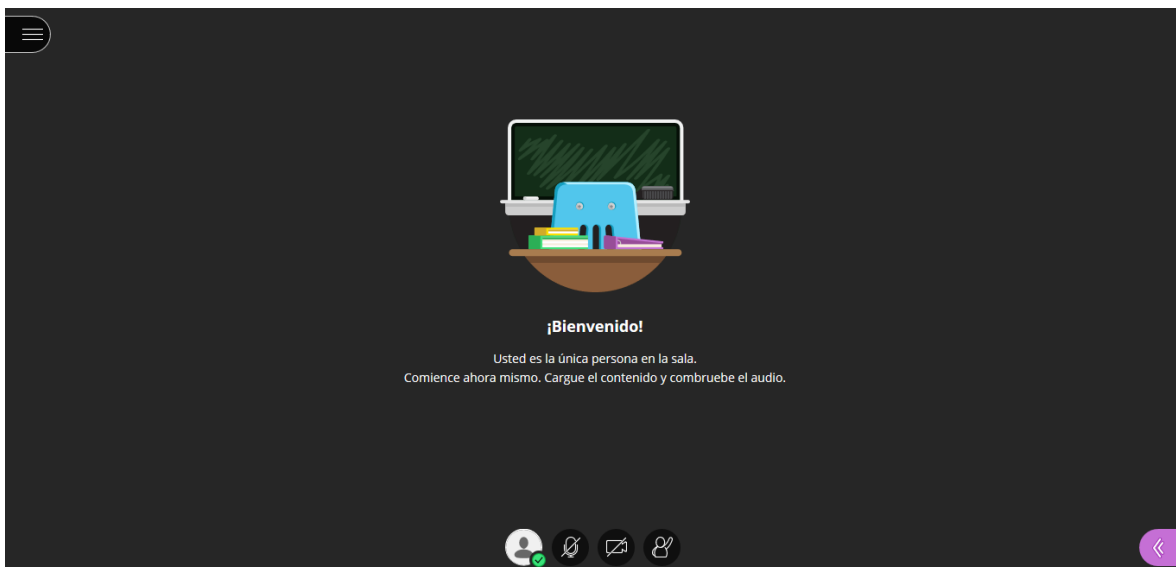 ¡Bienvenido!
Usted es la única persona en la sala.
Comience ahora mismo. Cargue el contenido y combruebe el audio.